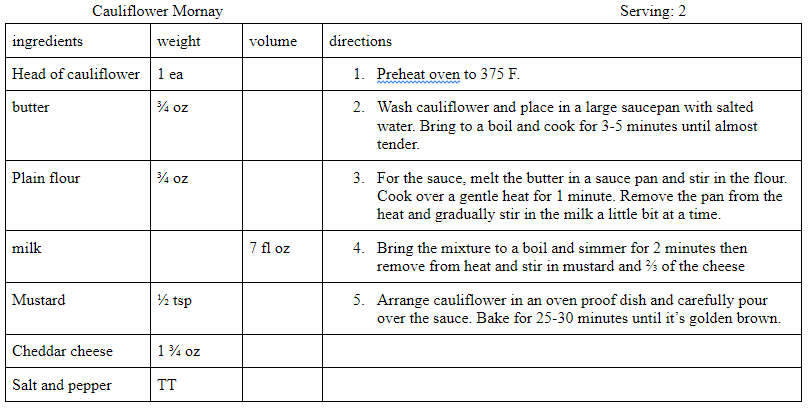 Cauliflower Mornay Serving: 2
ingredients weight volume directions
Head of cauliflower 1 ea 1. Preheat oven to 375 F.
butter ¾ oz 2. Wash cauliflower and place in a large saucepan with salted
water. Bring to a boil and cook for 3-5 minutes until almost
tender.
Plain flour ¾ oz 3. For the sauce, melt the butter in a sauce pan and stir in the flour.
Cook over a gentle heat for 1 minute. Remove the pan from the
heat and gradually stir in the milk a little bit at a time.
milk 7 fl oz 4. Bring the mixture to a boil and simmer for 2 minutes then
remove from heat and stir in mustard and ⅔ of the cheese
Mustard ½ tsp 5. Arrange cauliflower in an oven proof dish and carefully pour
over the sauce. Bake for 25-30 minutes until it’s golden brown.
Cheddar cheese 1 ¾ oz
Salt and pepper TT